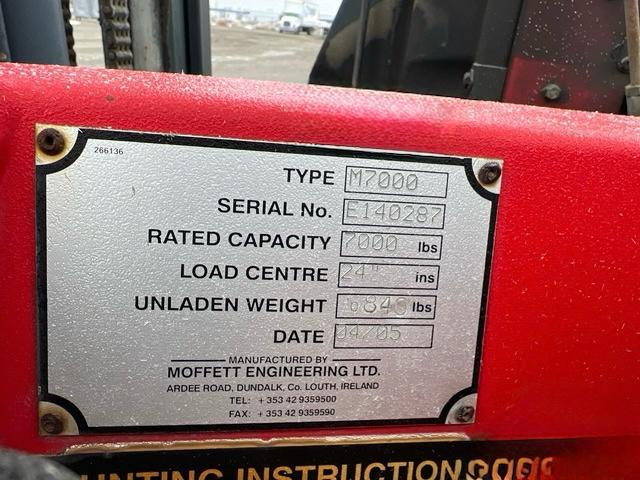 266136
TYPE M7000
SERIAL No. E140287
RATED CAPACITY 7000 lbs
LOAD CENTRE 24" ins
UNLADEN WEIGHT lbs
DATE 04/05
MANUFACTURED BY
MOFFETT ENGINEERING LTD.
ARDEE ROAD, DUNDALK, Co. LOUTH, IRELAND
TEL: + 353 42 9359500
FAX: + 353 42 9359590
INSTRUCTION